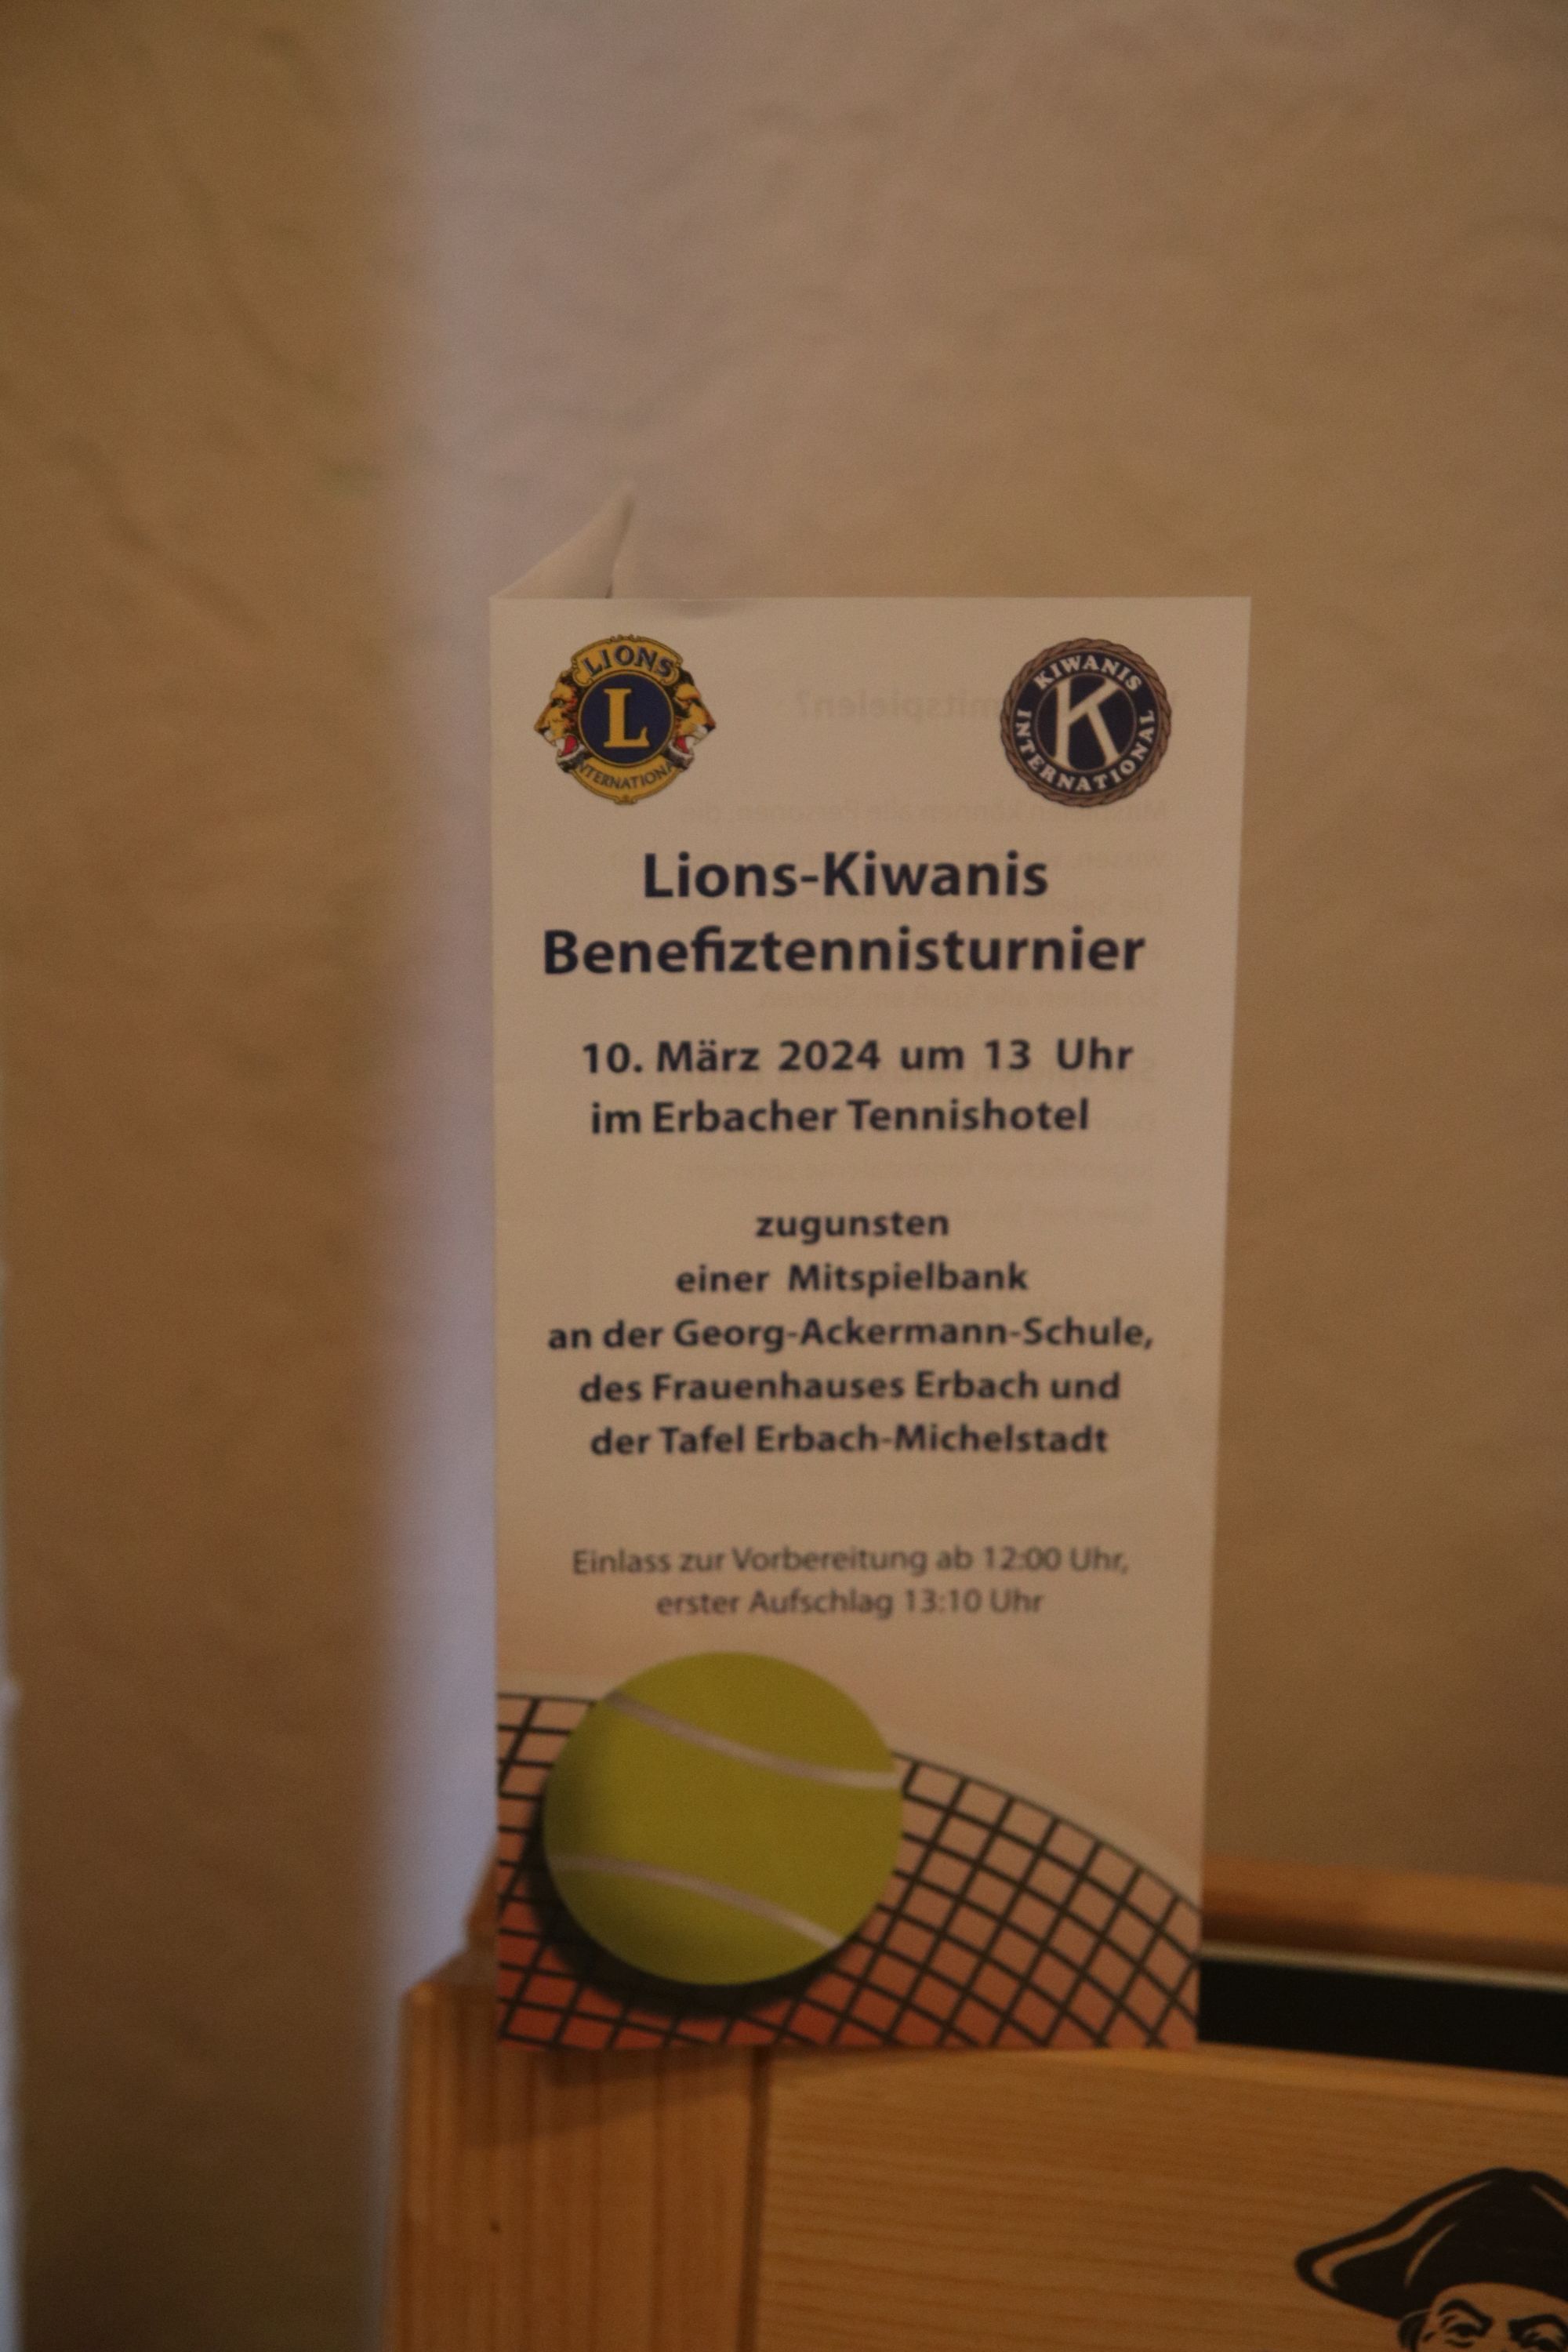 LIONS
L
INTERNATIONAL
KIWANIS
K
INTERNATIONAL
Lions-Kiwanis
Benefiztennisturnier
10. März 2024 um 13 Uhr
im Erbacher Tennishotel
zugunsten
einer Mitspielbank
an der Georg-Ackermann-Schule,
des Frauenhauses Erbach und
der Tafel Erbach-Michelstadt
Einlass zur Vorbereitung ab 12:00 Uhr,
erster Aufschlag 13:10 Uhr